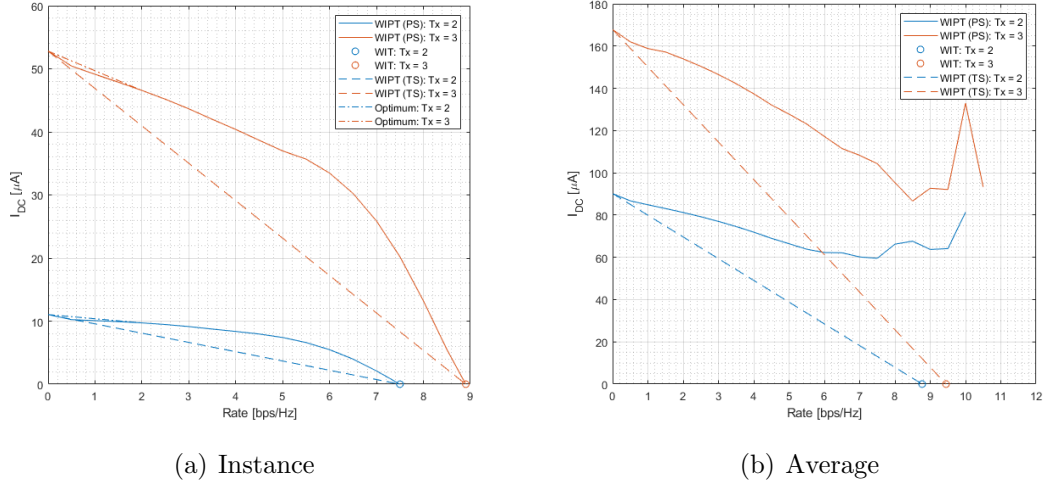 60
50
40
30
20
10
0
I_DC [μA]
0 1 2 3 4 5 6 7 8 9
Rate [bps/Hz]
WIPT (PS): Tx = 2
WIPT (PS): Tx = 3
WIT: Tx = 2
WIT: Tx = 3
WIPT (TS): Tx = 2
WIPT (TS): Tx = 3
Optimum: Tx = 2
Optimum: Tx = 3
(a) Instance
180
160
140
120
100
80
60
40
20
0
I_DC [μA]
0 1 2 3 4 5 6 7 8 9 10 11 12
Rate [bps/Hz]
WIPT (PS): Tx = 2
WIPT (PS): Tx = 3
WIT: Tx = 2
WIT: Tx = 3
WIPT (TS): Tx = 2
WIPT (TS): Tx = 3
(b) Average